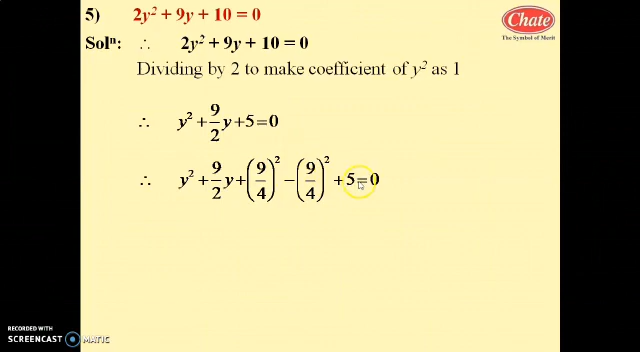 5) 2y² + 9y + 10 = 0
Chate
The Symbol of Merit
Solⁿ: ∴ 2y² + 9y + 10 = 0
Dividing by 2 to make coefficient of y² as 1
∴ y² + 9/2 y + 5 = 0
∴ y² + 9/2 y + (9/4)² − (9/4)² + 5 = 0
RECORDED WITH
SCREENCAST MATIC